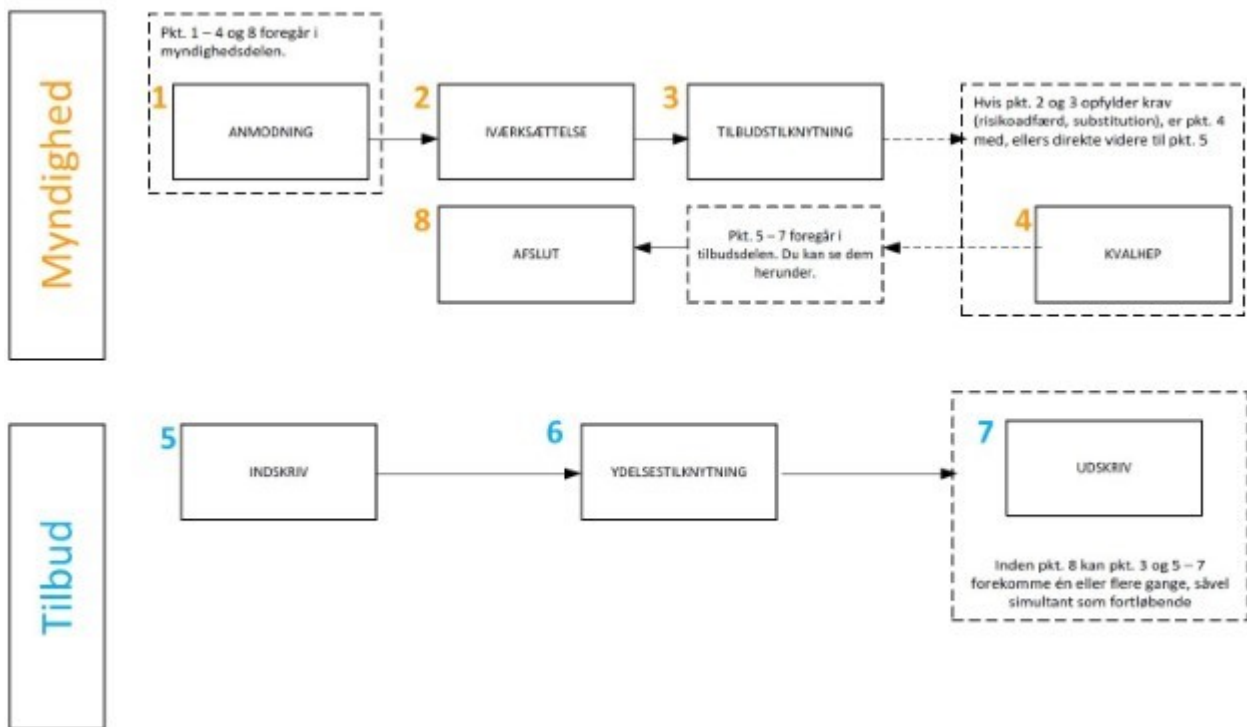 Myndighed
Pkt. 1 – 4 og 8 foregår i
myndighedsdelen.
1
ANMODNING
2
IVÆRKSÆTTELSE
3
TILBUDSTILKNYTNING
Hvis pkt. 2 og 3 opfylder krav
(risikoadfærd, substitution), er pkt. 4
med, ellers direkte videre til pkt. 5
4
KVALHEP
Pkt. 5 – 7 foregår i
tilbudsdelen. Du kan se dem
herunder.
8
AFSLUT
Tilbud
5
INDSKRIV
6
YDELSESTILKNYTNING
7
UDSKRIV
Inden pkt. 8 kan pkt. 3 og 5 – 7
forekomme én eller flere gange, såvel
simultant som fortløbende